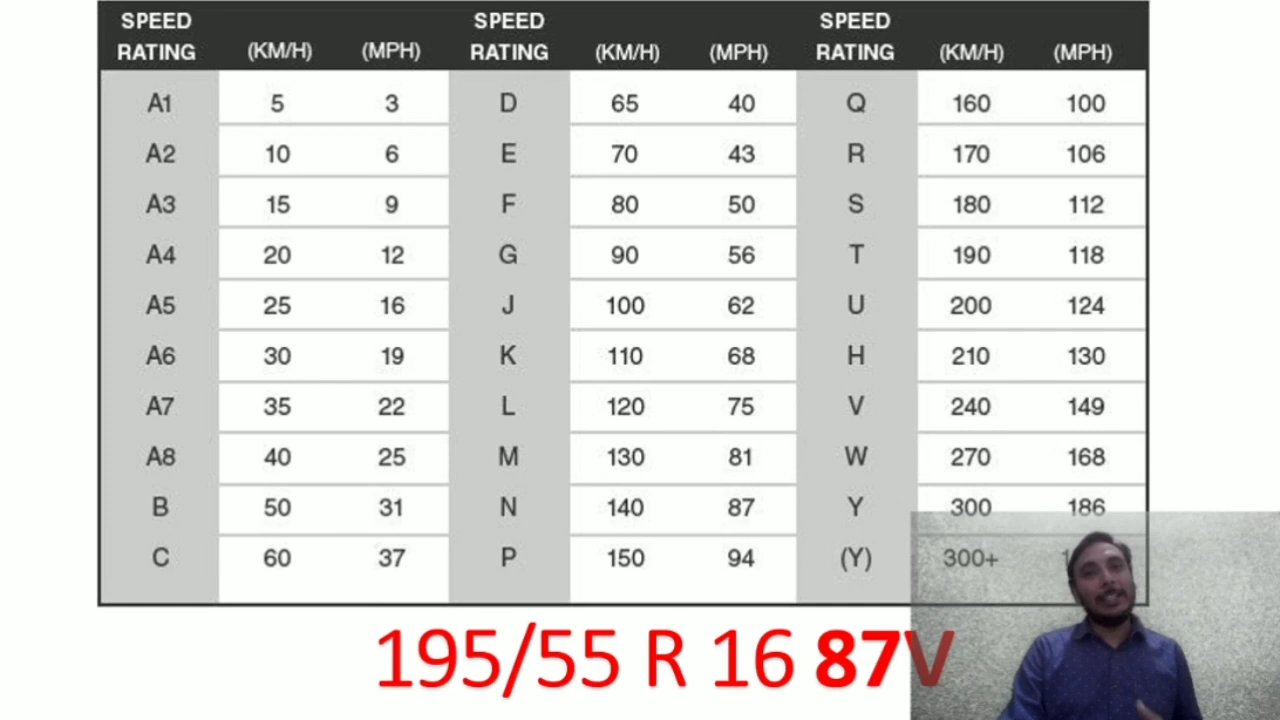 SPEED RATING (KM/H) (MPH) SPEED RATING (KM/H) (MPH) SPEED RATING (KM/H) (MPH)
A1 5 3 D 65 40 Q 160 100
A2 10 6 E 70 43 R 170 106
A3 15 9 F 80 50 S 180 112
A4 20 12 G 90 56 T 190 118
A5 25 16 J 100 62 U 200 124
A6 30 19 K 110 68 H 210 130
A7 35 22 L 120 75 V 240 149
A8 40 25 M 130 81 W 270 168
B 50 31 N 140 87 Y 300 186
C 60 37 P 150 94 (Y) 300+
195/55 R 16 87V